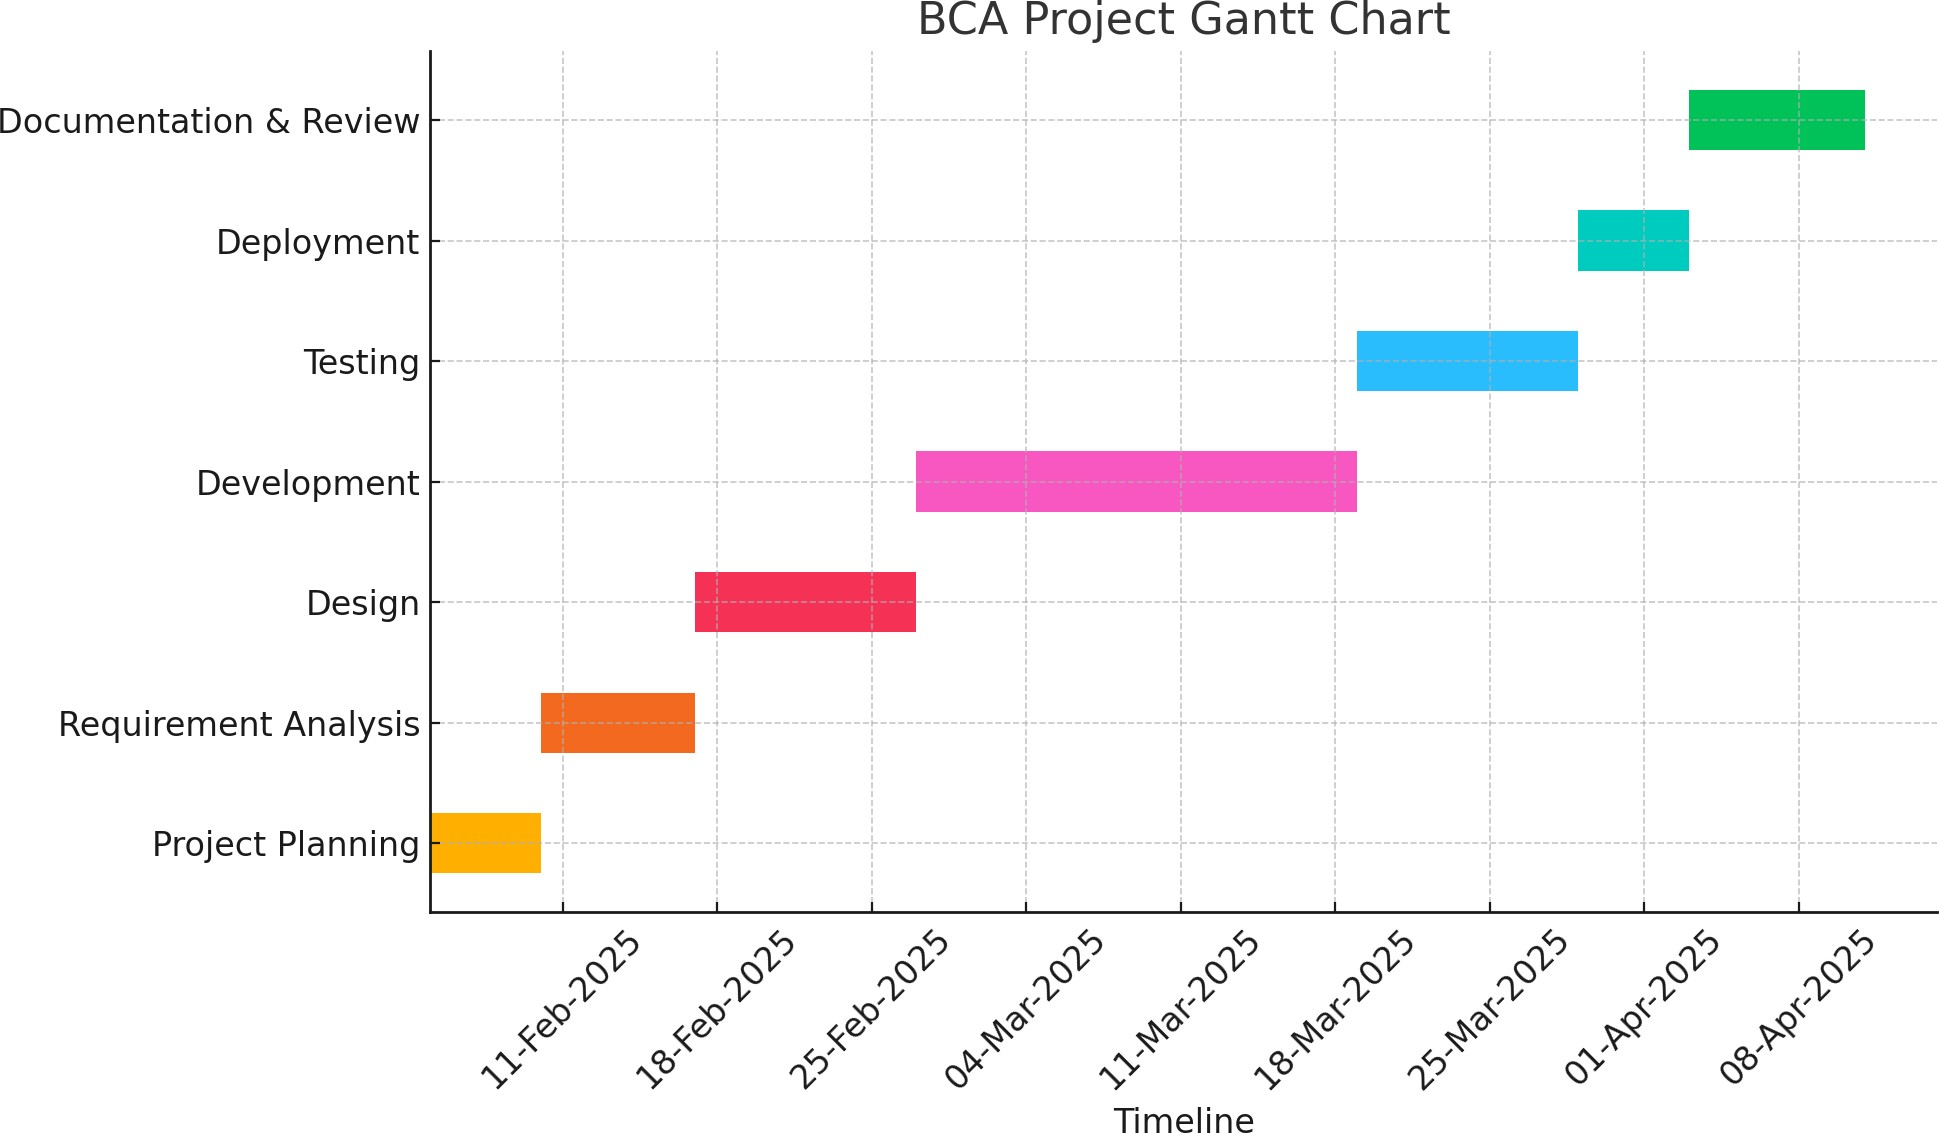 BCA Project Gantt Chart
Documentation & Review
Deployment
Testing
Development
Design
Requirement Analysis
Project Planning
11-Feb-2025
18-Feb-2025
25-Feb-2025
04-Mar-2025
11-Mar-2025
18-Mar-2025
25-Mar-2025
01-Apr-2025
08-Apr-2025
Timeline